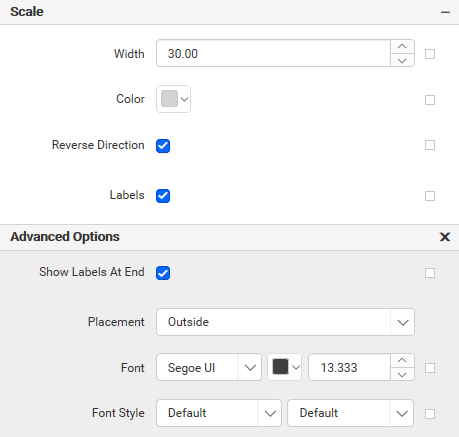 Scale
Width 30.00
Color
Reverse Direction
Labels
Advanced Options
Show Labels At End
Placement Outside
Font Segoe UI 13.333
Font Style Default Default